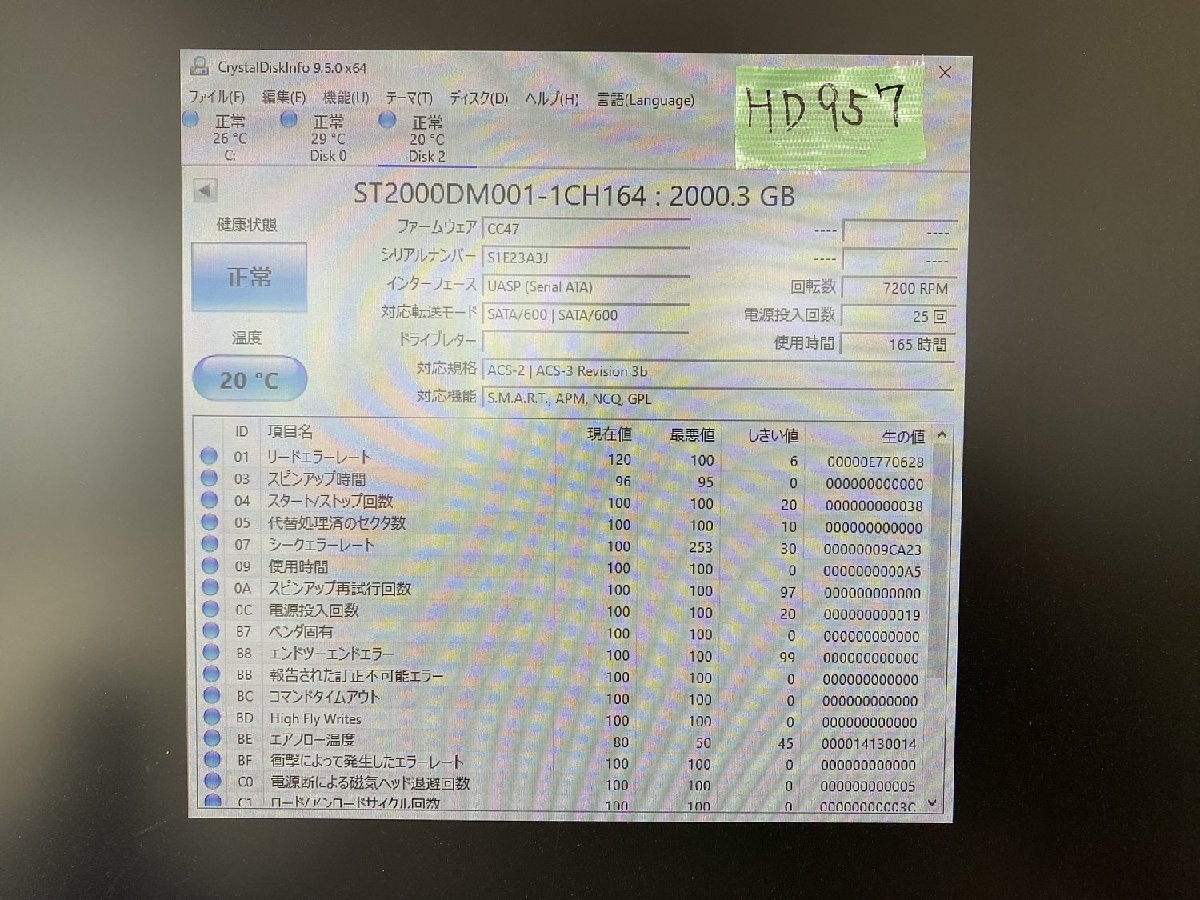 CrystalDiskInfo 9.5.0 x64
HD957
ファイル(F) 編集(E) 機能(U) テーマ(T) ディスク(D) ヘルプ(H) 言語(Language)
正常 正常 正常
26 °C 29 °C 20 °C
C: Disk 0 Disk 2
ST2000DM001-1CH164 : 2000.3 GB
健康状態
正常
温度
20 °C
ファームウェア CC47 ---- ----
シリアルナンバー S1E23A3J ---- ----
インターフェース UASP (Serial ATA) 回転数 7200 RPM
対応転送モード SATA/600 | SATA/600 電源投入回数 25 回
ドライブレター 使用時間 165 時間
対応規格 ACS-2 | ACS-3 Revision 3b
対応機能 S.M.A.R.T., APM, NCQ, GPL
ID 項目名 現在値 最悪値 しきい値 生の値
01 リードエラーレート 120 100 6 00000E770628
03 スピンアップ時間 96 95 0 000000000000
04 スタート/ストップ回数 100 100 20 000000000038
05 代替処理済のセクタ数 100 100 10 000000000000
07 シークエラーレート 100 253 30 00000009CA23
09 使用時間 100 100 0 0000000000A5
0A スピンアップ再試行回数 100 100 97 000000000000
0C 電源投入回数 100 100 20 000000000019
B7 ベンダ固有 100 100 0 000000000000
B8 エンドツーエンドエラー 100 100 99 000000000000
BB 報告された訂正不可能エラー 100 100 0 000000000000
BC コマンドタイムアウト 100 100 0 000000000000
BD High Fly Writes 100 100 0 000000000000
BE エアフロー温度 80 50 45 000014130014
BF 衝撃によって発生したエラーレート 100 100 0 000000000000
C0 電源断による磁気ヘッド退避回数 100 100 0 000000000005
C1 ロード/アンロードサイクル回数 100 100 0 00000000003C